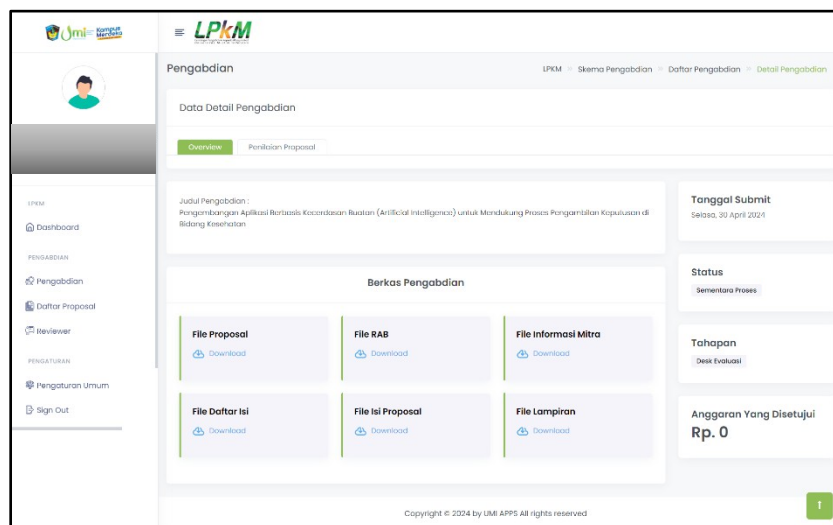 Umi Kampus Merdeka
LPkM
Pengabdian
LPKM » Skema Pengabdian » Daftar Pengabdian » Detail Pengabdian
Data Detail Pengabdian
Overview Penilaian Proposal
LPKM
Dashboard
PENGABDIAN
Pengabdian
Daftar Proposal
Reviewer
PENGATURAN
Pengaturan Umum
Sign Out
Judul Pengabdian :
Pengembangan Aplikasi Berbasis Kecerdasan Buatan (Artificial Intelligence) untuk Mendukung Proses Pengambilan Keputusan di
Bidang Kesehatan
Berkas Pengabdian
File Proposal
Download
File RAB
Download
File Informasi Mitra
Download
File Daftar Isi
Download
File Isi Proposal
Download
File Lampiran
Download
Tanggal Submit
Selasa, 30 April 2024
Status
Sementara Proses
Tahapan
Desk Evaluasi
Anggaran Yang Disetujui
Rp. 0
Copyright © 2024 by UMI APPS All rights reserved